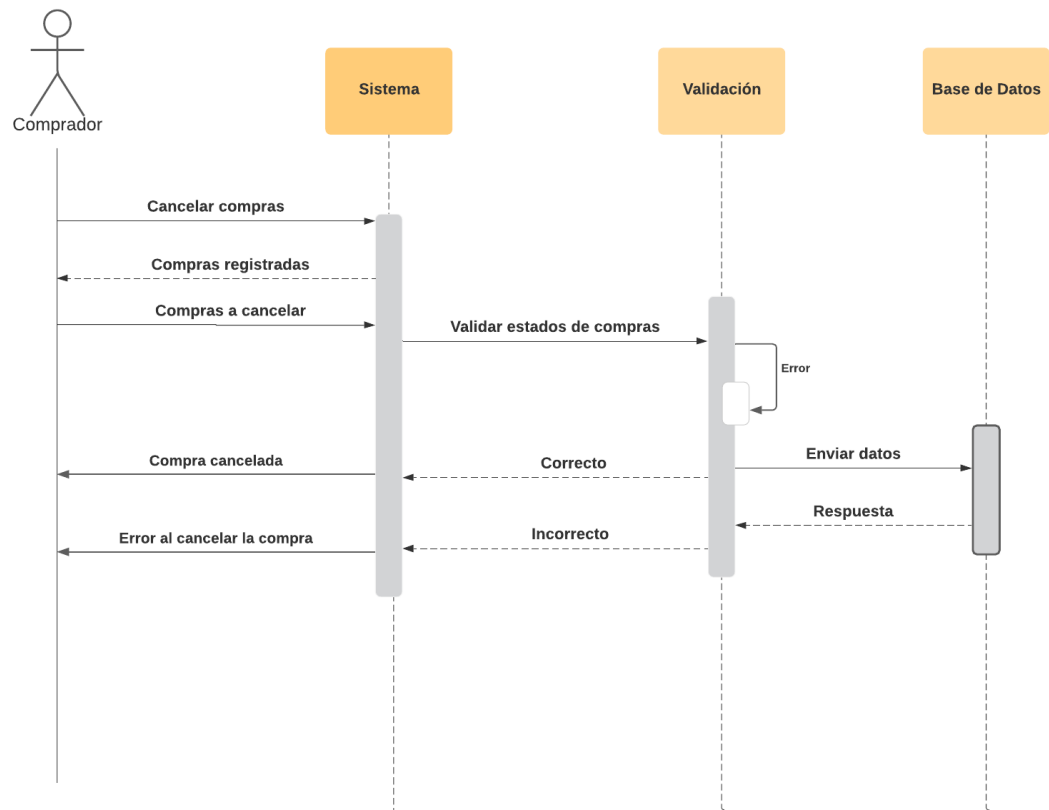 Comprador
Sistema
Validación
Base de Datos
Cancelar compras
Compras registradas
Compras a cancelar
Validar estados de compras
Error
Enviar datos
Compra cancelada
Correcto
Respuesta
Incorrecto
Error al cancelar la compra